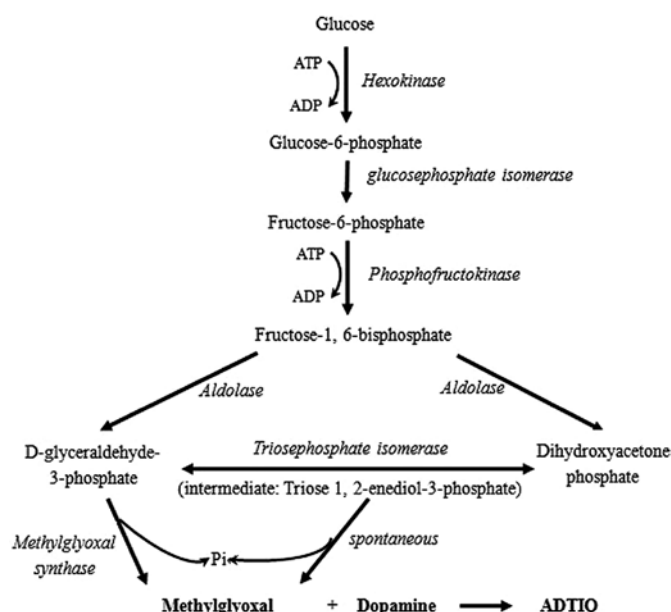 Glucose
ATP
Hexokinase
ADP
Glucose-6-phosphate
glucosephosphate isomerase
Fructose-6-phosphate
ATP
Phosphofructokinase
ADP
Fructose-1, 6-bisphosphate
Aldolase
Aldolase
D-glyceraldehyde-
3-phosphate
Triosephosphate isomerase
(intermediate: Triose 1, 2-enediol-3-phosphate)
Dihydroxyacetone
phosphate
Methylglyoxal
synthase
Pi
spontaneous
Methylglyoxal + Dopamine ADTIQ